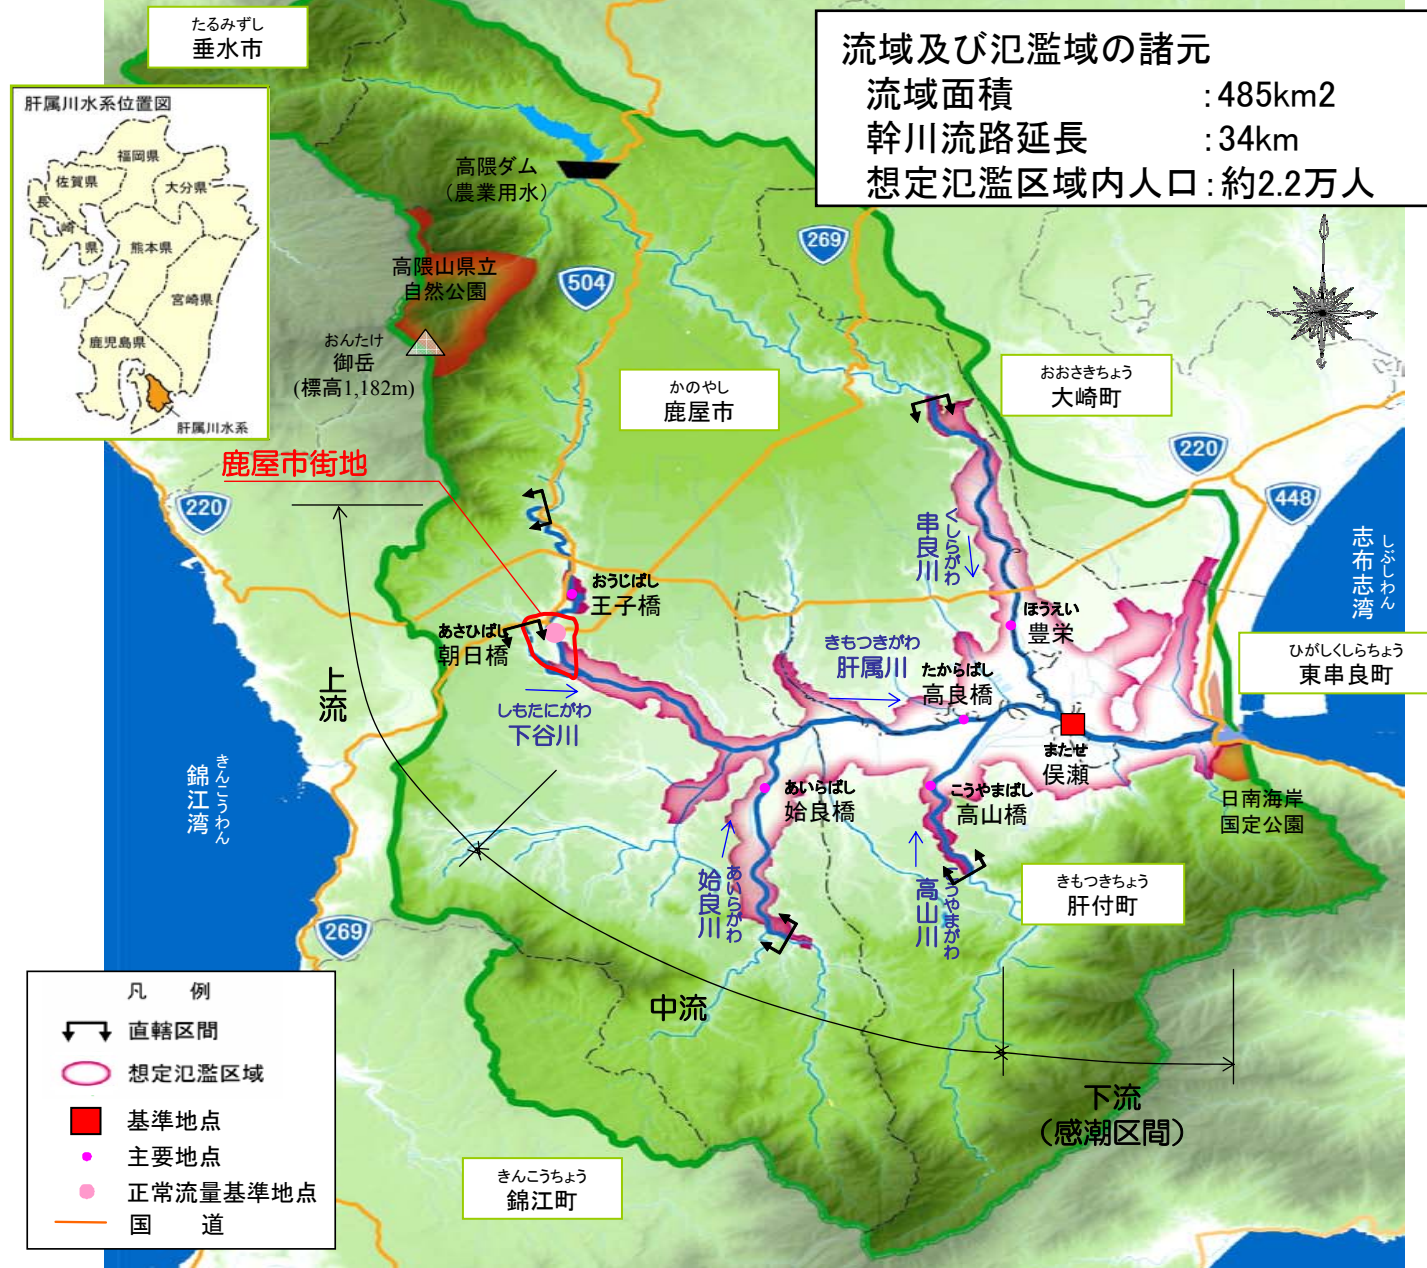 たるみずし
垂水市
流域及び氾濫域の諸元
流域面積 :485km2
幹川流路延長 :34km
想定氾濫区域内人口:約2.2万人
肝属川水系位置図
福岡県
佐賀県
大分県
長
崎
県
熊本県
宮崎県
鹿児島県
肝属川水系
高隈ダム
(農業用水)
269
高隈山県立
自然公園
504
おんたけ
御岳
(標高1,182m)
かのやし
鹿屋市
おおさきちょう
大崎町
鹿屋市街地
220
220
448
串良川
くしらがわ
志布志湾
しぶしわん
おうじばし
王子橋
あさひばし
朝日橋
ほうえい
豊栄
きもつきがわ
肝属川
たからばし
高良橋
ひがしくしらちょう
東串良町
上流
しもたにがわ
下谷川
またせ
俣瀬
錦江湾
きんこうわん
あいらばし
姶良橋
こうやまばし
高山橋
日南海岸
国定公園
姶良川
あいらがわ
高山川
うやまがわ
きもつきちょう
肝付町
269
中流
下流
(感潮区間)
凡 例
直轄区間
想定氾濫区域
基準地点
主要地点
正常流量基準地点
国 道
きんこうちょう
錦江町